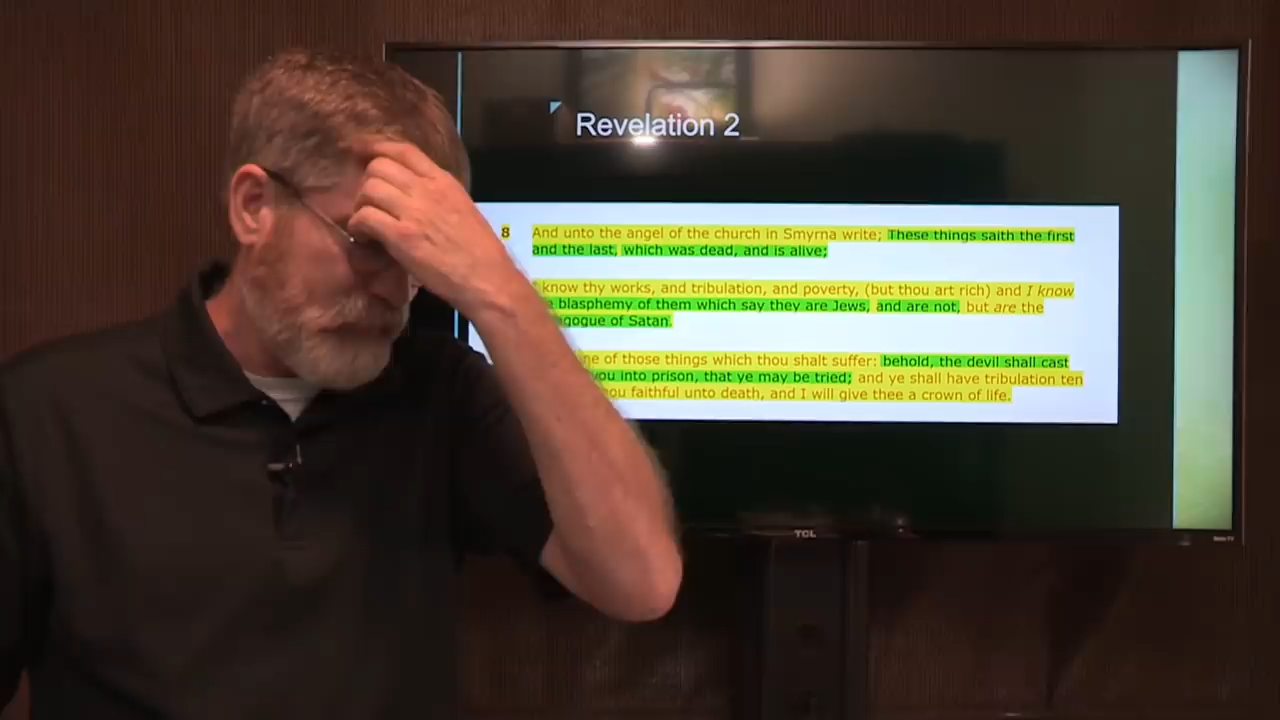 Revelation 2
8 And unto the angel of the church in Smyrna write; These things saith the first
and the last, which was dead, and is alive;
know thy works, and tribulation, and poverty, (but thou art rich) and I know
blasphemy of them which say they are Jews, and are not, but are the
gogue of Satan.
of those things which thou shalt suffer: behold, the devil shall cast
you into prison, that ye may be tried; and ye shall have tribulation ten
faithful unto death, and I will give thee a crown of life.
TCL
Roku TV